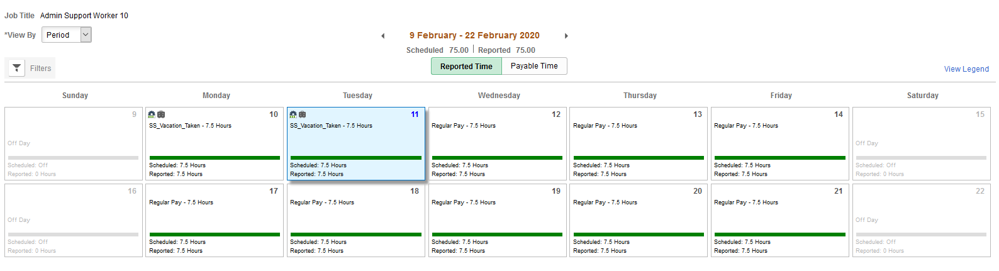 Job Title Admin Support Worker 10
*View By Period
9 February - 22 February 2020
Scheduled 75.00 | Reported 75.00
Filters
Reported Time Payable Time
View Legend
Sunday Monday Tuesday Wednesday Thursday Friday Saturday
9 10 11 12 13 14 15
SS_Vacation_Taken - 7.5 Hours SS_Vacation_Taken - 7.5 Hours Regular Pay - 7.5 Hours Regular Pay - 7.5 Hours Regular Pay - 7.5 Hours
Off Day Off Day
Scheduled: Off Scheduled: 7.5 Hours Scheduled: 7.5 Hours Scheduled: 7.5 Hours Scheduled: 7.5 Hours Scheduled: 7.5 Hours Scheduled: Off
Reported: 0 Hours Reported: 7.5 Hours Reported: 7.5 Hours Reported: 7.5 Hours Reported: 7.5 Hours Reported: 7.5 Hours Reported: 0 Hours
16 17 18 19 20 21 22
Regular Pay - 7.5 Hours Regular Pay - 7.5 Hours Regular Pay - 7.5 Hours Regular Pay - 7.5 Hours Regular Pay - 7.5 Hours
Off Day Off Day
Scheduled: Off Scheduled: 7.5 Hours Scheduled: 7.5 Hours Scheduled: 7.5 Hours Scheduled: 7.5 Hours Scheduled: 7.5 Hours Scheduled: Off
Reported: 0 Hours Reported: 7.5 Hours Reported: 7.5 Hours Reported: 7.5 Hours Reported: 7.5 Hours Reported: 7.5 Hours Reported: 0 Hours